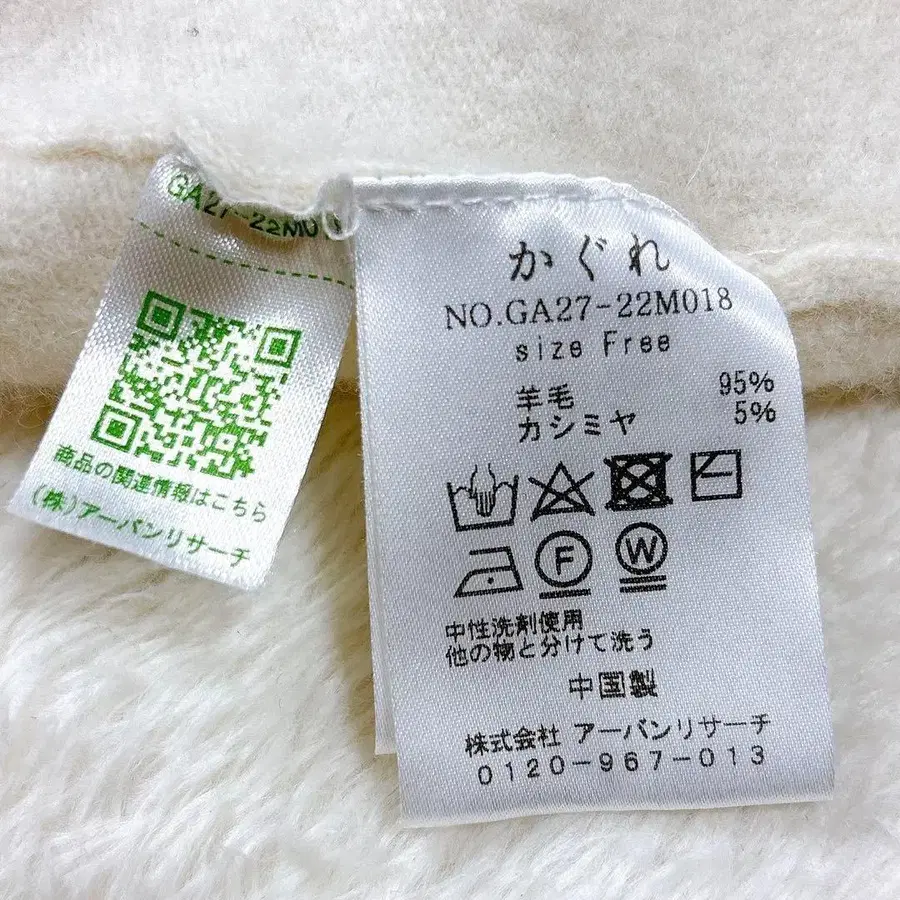 GA27-22M0
商品の関連情報はこちら
(株)アーバンリサーチ
かぐれ
NO.GA27-22M018
size Free
羊毛 95%
カシミヤ 5%
F W
中性洗剤使用
他の物と分けて洗う
中国製
株式会社 アーバンリサーチ
0120-967-013